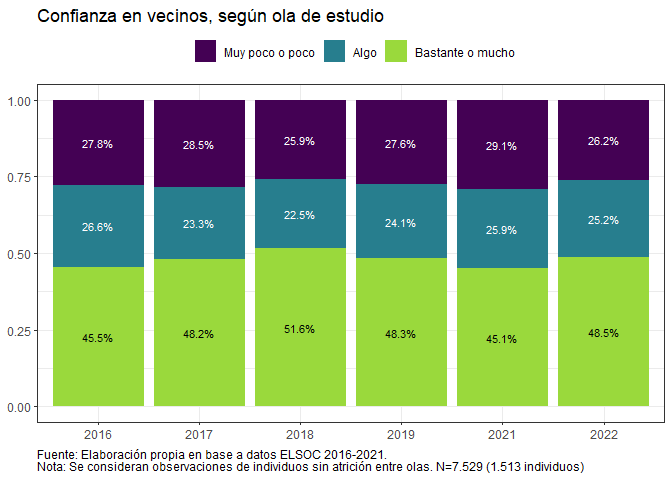 Confianza en vecinos, según ola de estudio
Muy poco o poco Algo Bastante o mucho
1.00
0.75
0.50
0.25
0.00
27.8% 28.5% 25.9% 27.6% 29.1% 26.2%
26.6% 23.3% 22.5% 24.1% 25.9% 25.2%
45.5% 48.2% 51.6% 48.3% 45.1% 48.5%
2016 2017 2018 2019 2021 2022
Fuente: Elaboración propia en base a datos ELSOC 2016-2021.
Nota: Se consideran observaciones de individuos sin atrición entre olas. N=7.529 (1.513 individuos)